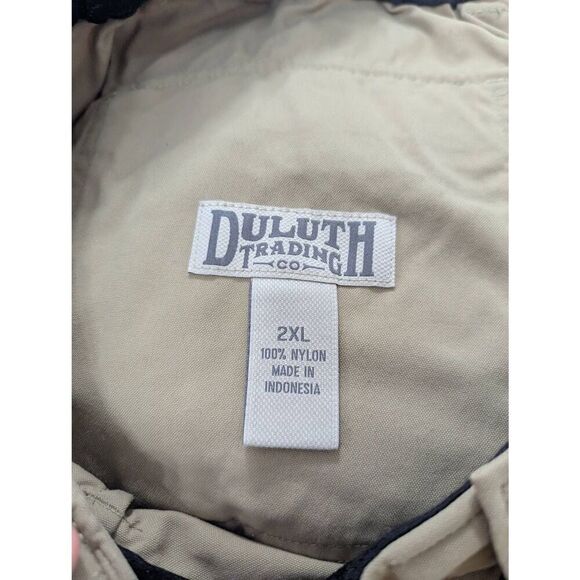 DULUTH
TRADING
CO
2XL
100% NYLON
MADE IN
INDONESIA